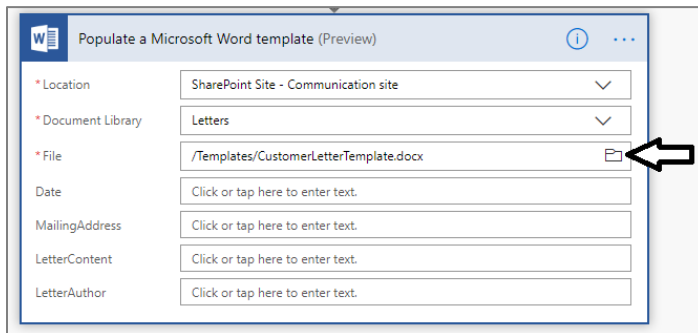 Populate a Microsoft Word template (Preview)
* Location SharePoint Site - Communication site
* Document Library Letters
* File /Templates/CustomerLetterTemplate.docx
Date Click or tap here to enter text.
MailingAddress Click or tap here to enter text.
LetterContent Click or tap here to enter text.
LetterAuthor Click or tap here to enter text.